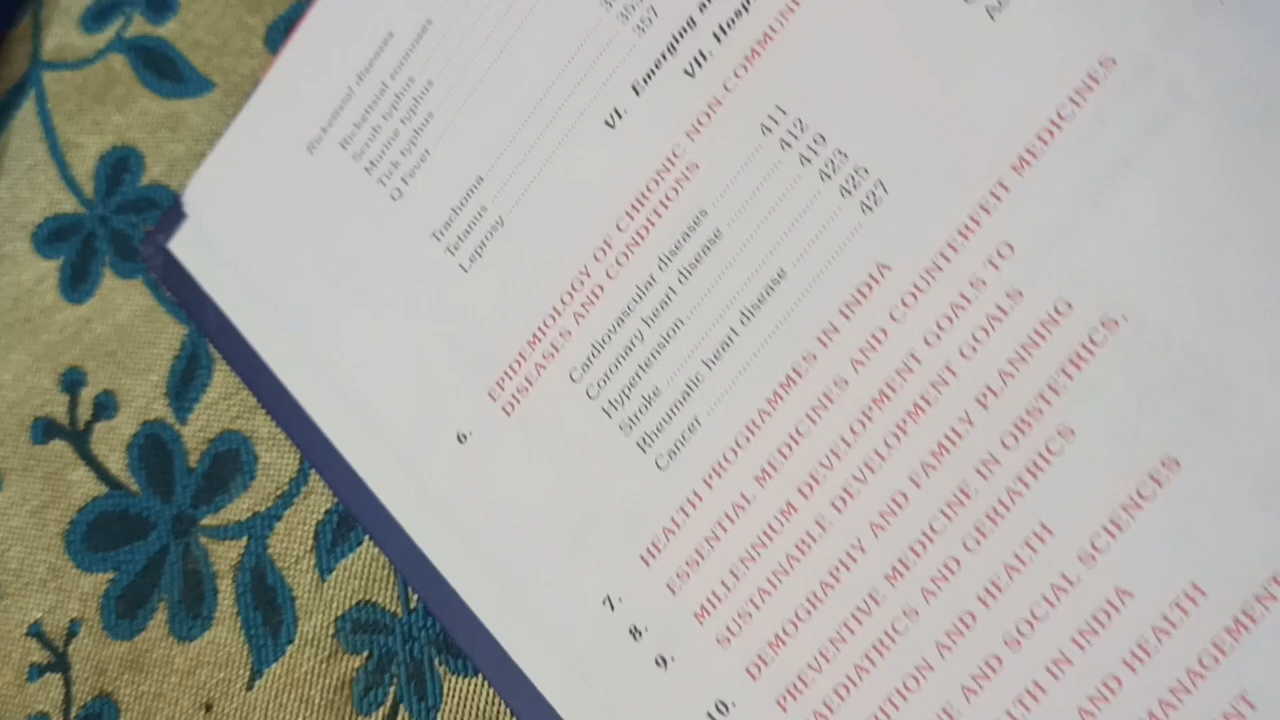 Rickettsial diseases
Rickettsial zoonoses
Scrub typhus
Murine typhus
Tick typhus
Q Fever
Trachoma
Tetanus
Leprosy 357
VI. Emerging
VII. Hosp
6. EPIDEMIOLOGY OF CHRONIC NON-COMMUNI
DISEASES AND CONDITIONS
Cardiovascular diseases 411
Coronary heart disease 412
Hypertension 419
Stroke 423
Rheumatic heart disease 425
Cancer 427
7. HEALTH PROGRAMMES IN INDIA
8. ESSENTIAL MEDICINES AND COUNTERFEIT MEDICINES
9. MILLENNIUM DEVELOPMENT GOALS TO
SUSTAINABLE DEVELOPMENT GOALS
10. DEMOGRAPHY AND FAMILY PLANNING
PREVENTIVE MEDICINE IN OBSTETRICS,
AEDIATRICS AND GERIATRICS
ITION AND HEALTH
E AND SOCIAL SCIENCES
LTH IN INDIA
AND HEALTH
MANAGEMENT